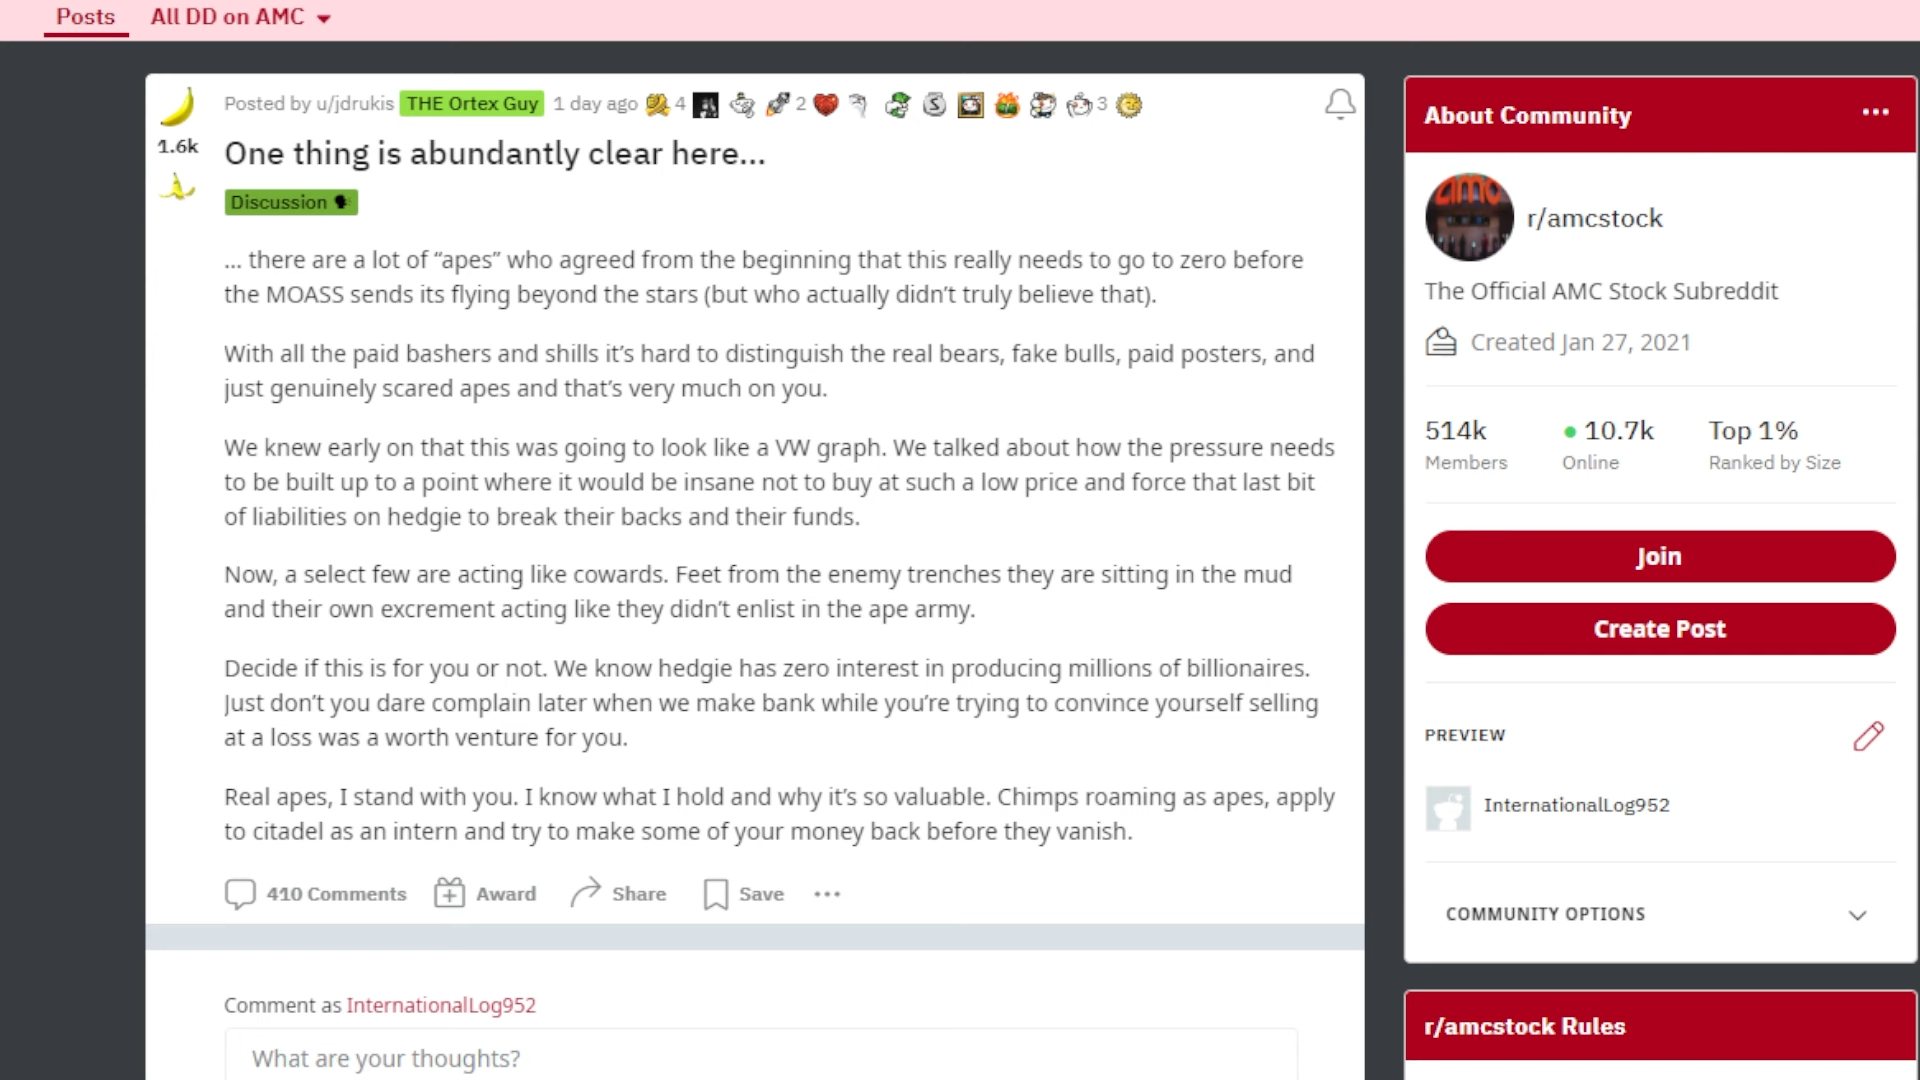 Posts All DD on AMC
Posted by u/jdrukis THE Ortex Guy 1 day ago 4 2 3
1.6k
One thing is abundantly clear here...
Discussion
... there are a lot of “apes” who agreed from the beginning that this really needs to go to zero before
the MOASS sends its flying beyond the stars (but who actually didn’t truly believe that).
With all the paid bashers and shills it’s hard to distinguish the real bears, fake bulls, paid posters, and
just genuinely scared apes and that’s very much on you.
We knew early on that this was going to look like a VW graph. We talked about how the pressure needs
to be built up to a point where it would be insane not to buy at such a low price and force that last bit
of liabilities on hedgie to break their backs and their funds.
Now, a select few are acting like cowards. Feet from the enemy trenches they are sitting in the mud
and their own excrement acting like they didn’t enlist in the ape army.
Decide if this is for you or not. We know hedgie has zero interest in producing millions of billionaires.
Just don’t you dare complain later when we make bank while you’re trying to convince yourself selling
at a loss was a worth venture for you.
Real apes, I stand with you. I know what I hold and why it’s so valuable. Chimps roaming as apes, apply
to citadel as an intern and try to make some of your money back before they vanish.
410 Comments Award Share Save
Comment as InternationalLog952
What are your thoughts?
About Community
amc
r/amcstock
The Official AMC Stock Subreddit
Created Jan 27, 2021
514k 10.7k Top 1%
Members Online Ranked by Size
Join
Create Post
PREVIEW
InternationalLog952
COMMUNITY OPTIONS
r/amcstock Rules